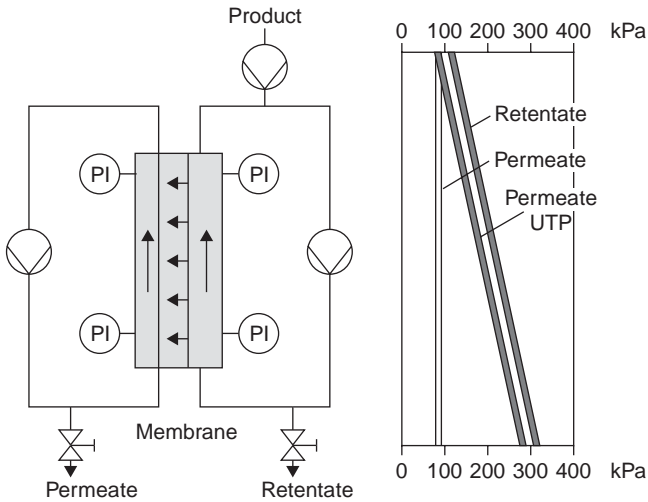 Product
PI
PI
PI
PI
Membrane
Permeate
Retentate
0 100 200 300 400 kPa
Retentate
Permeate
Permeate
UTP
0 100 200 300 400 kPa